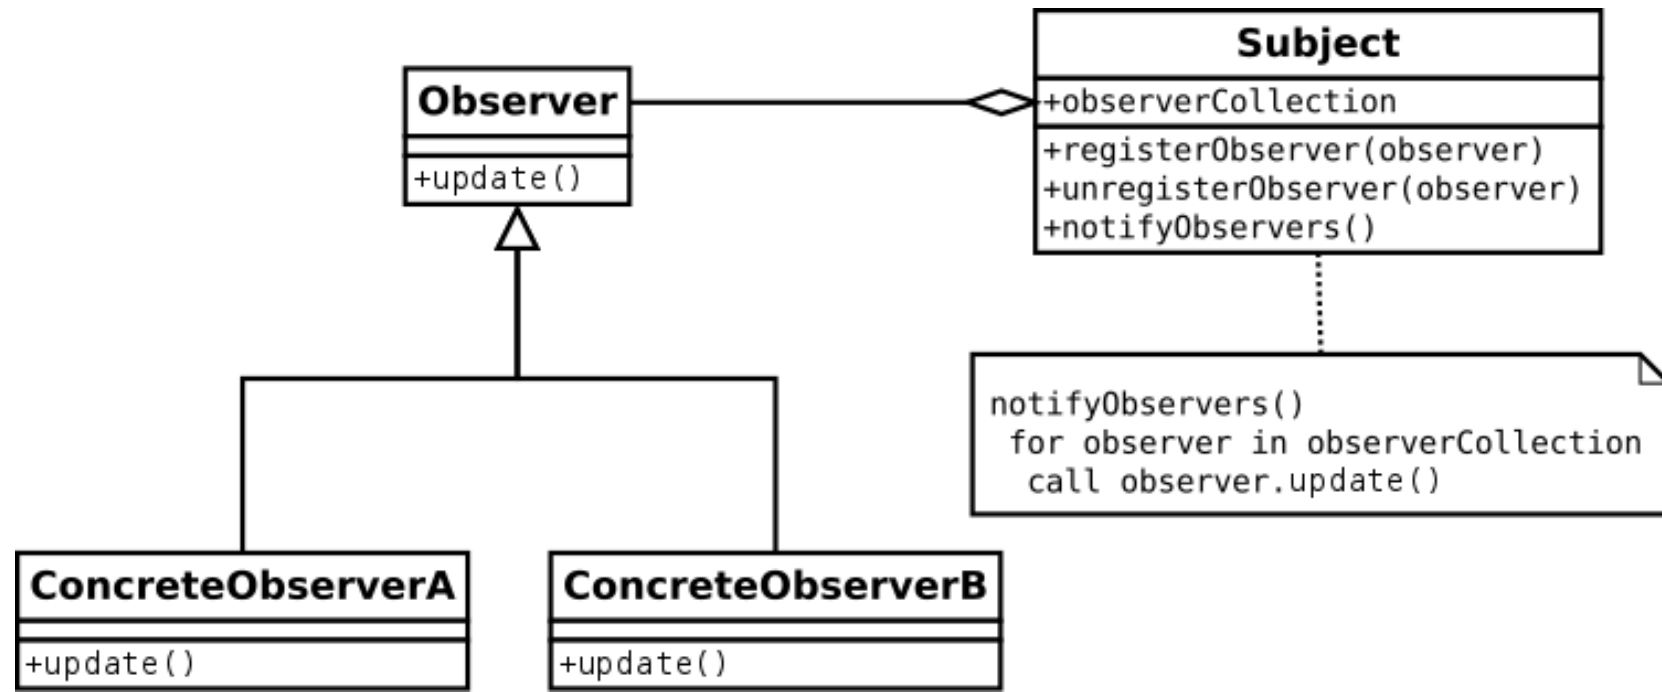 Observer
+update()
Subject
+observerCollection
+registerObserver(observer)
+unregisterObserver(observer)
+notifyObservers()
notifyObservers()
for observer in observerCollection
call observer.update()
ConcreteObserverA
+update()
ConcreteObserverB
+update()